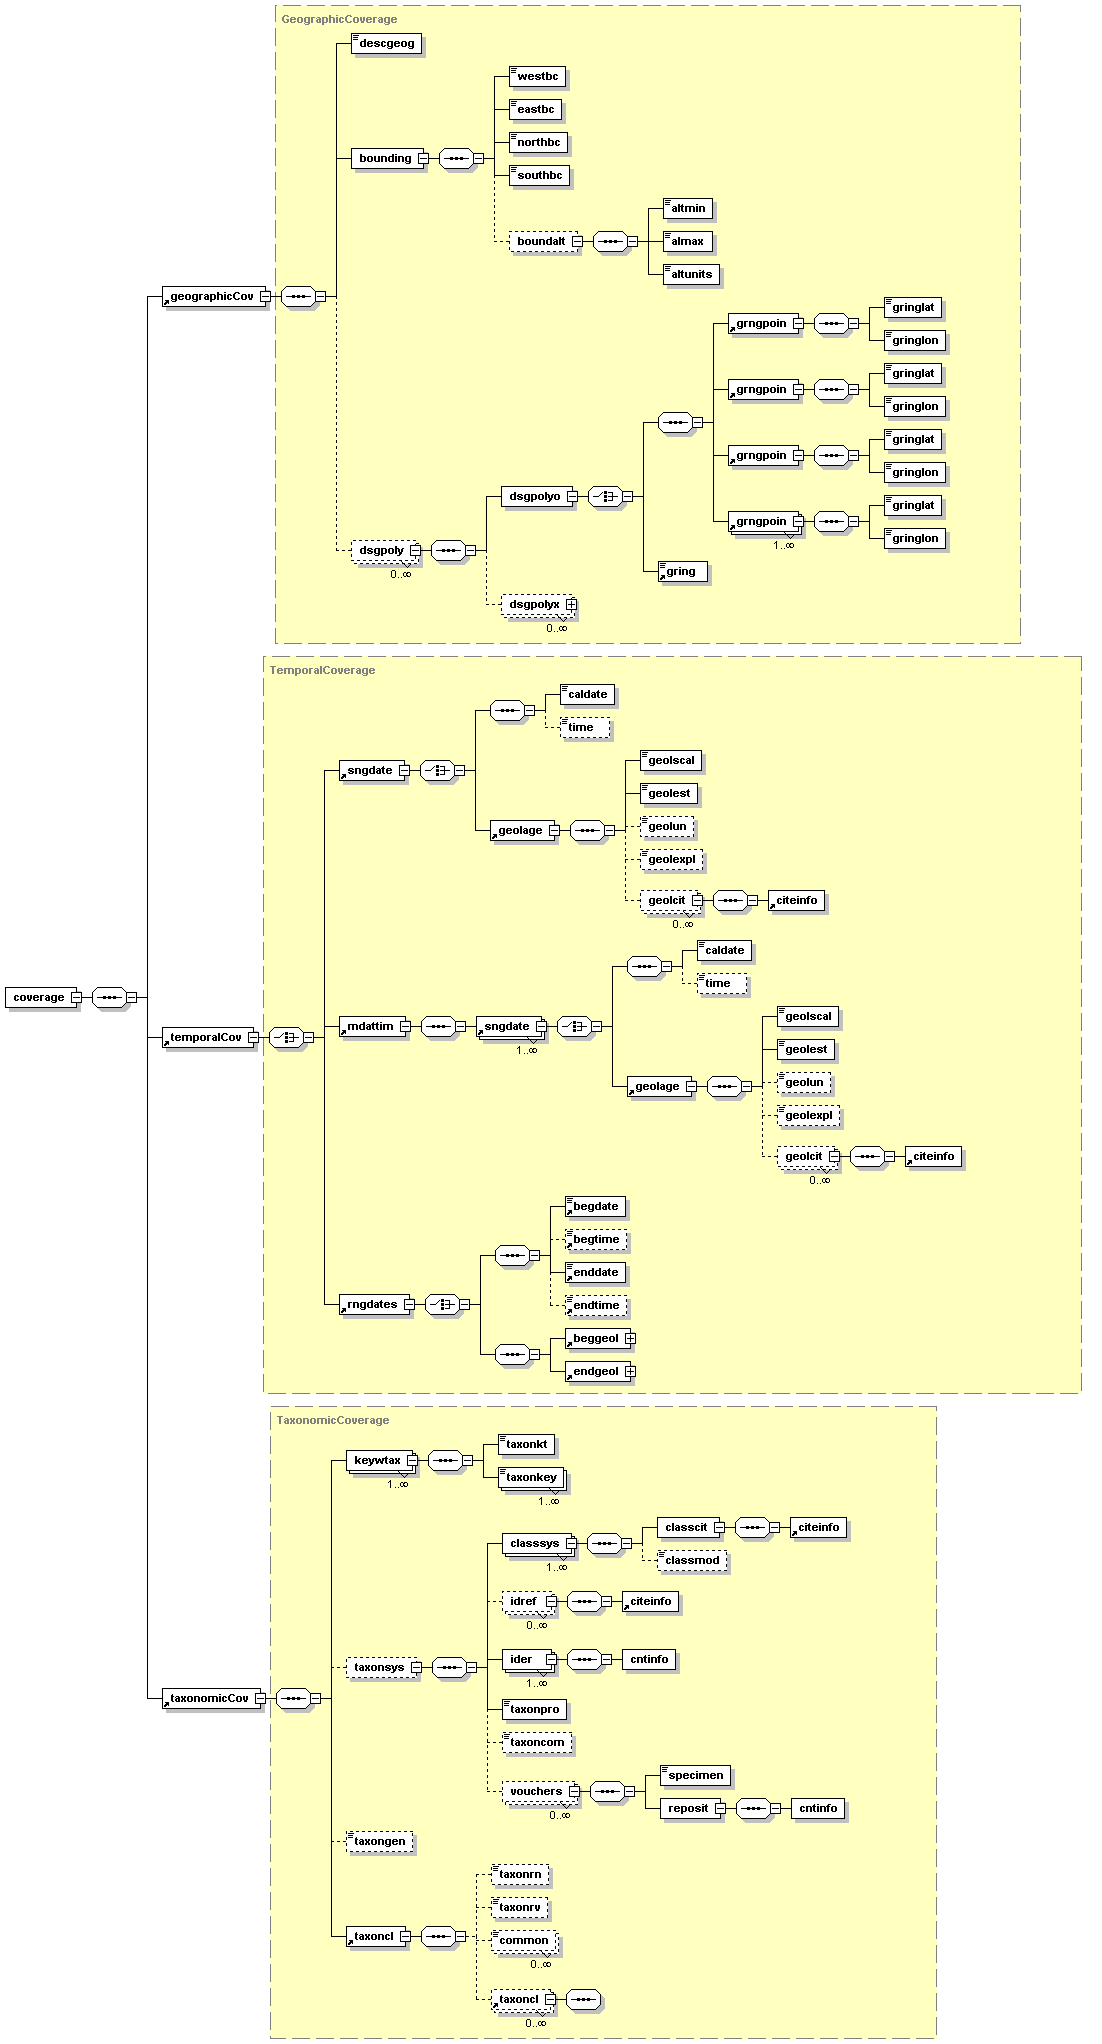 GeographicCoverage
descgeog
westbc
eastbc
northbc
bounding
southbc
altmin
boundalt
almax
altunits
geographicCov
gringlat
grngpoin
gringlon
gringlat
grngpoin
gringlon
gringlat
grngpoin
gringlon
dsgpolyo
gringlat
grngpoin
gringlon
1..∞
dsgpoly
0..∞
gring
dsgpolyx
0..∞
TemporalCoverage
caldate
time
sngdate
geolscal
geolest
geolage
geolun
geolexpl
geolcit
citeinfo
0..∞
caldate
time
coverage
temporalCov
mdattim
sngdate
1..∞
geolscal
geolest
geolage
geolun
geolexpl
geolcit
citeinfo
0..∞
begdate
begtime
enddate
rngdates
endtime
beggeol
endgeol
TaxonomicCoverage
taxonkt
keywtax
1..∞
taxonkey
1..∞
classcit
citeinfo
classsys
1..∞
classmod
idref
citeinfo
0..∞
taxonsys
ider
cntinfo
1..∞
taxonomicCov
taxonpro
taxoncom
specimen
vouchers
0..∞
reposit
cntinfo
taxongen
taxonrn
taxonrv
taxoncl
common
0..∞
taxoncl
0..∞